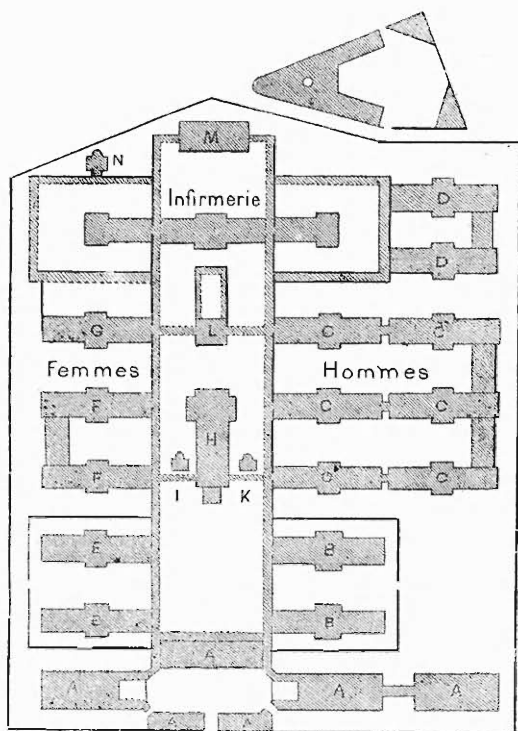 M
N
Infirmerie
D
D
G L C C
Femmes Hommes
F C C
H
F C C
I K
E B
E B
A
A A A
A A